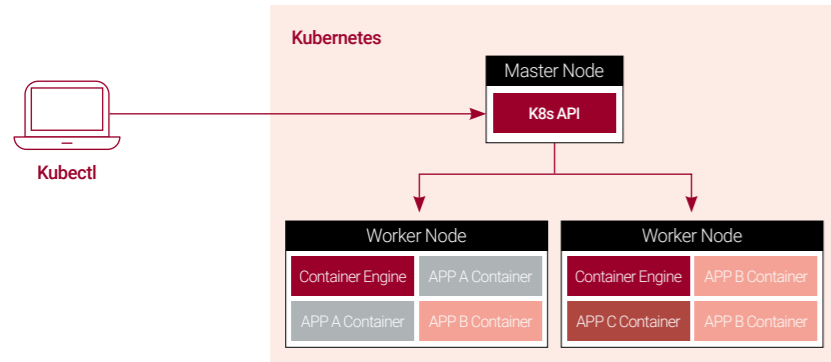 Kubernetes
Master Node
K8s API
Kubectl
Worker Node
Container Engine
APP A Container
APP A Container
APP B Container
Worker Node
Container Engine
APP B Container
APP C Container
APP B Container